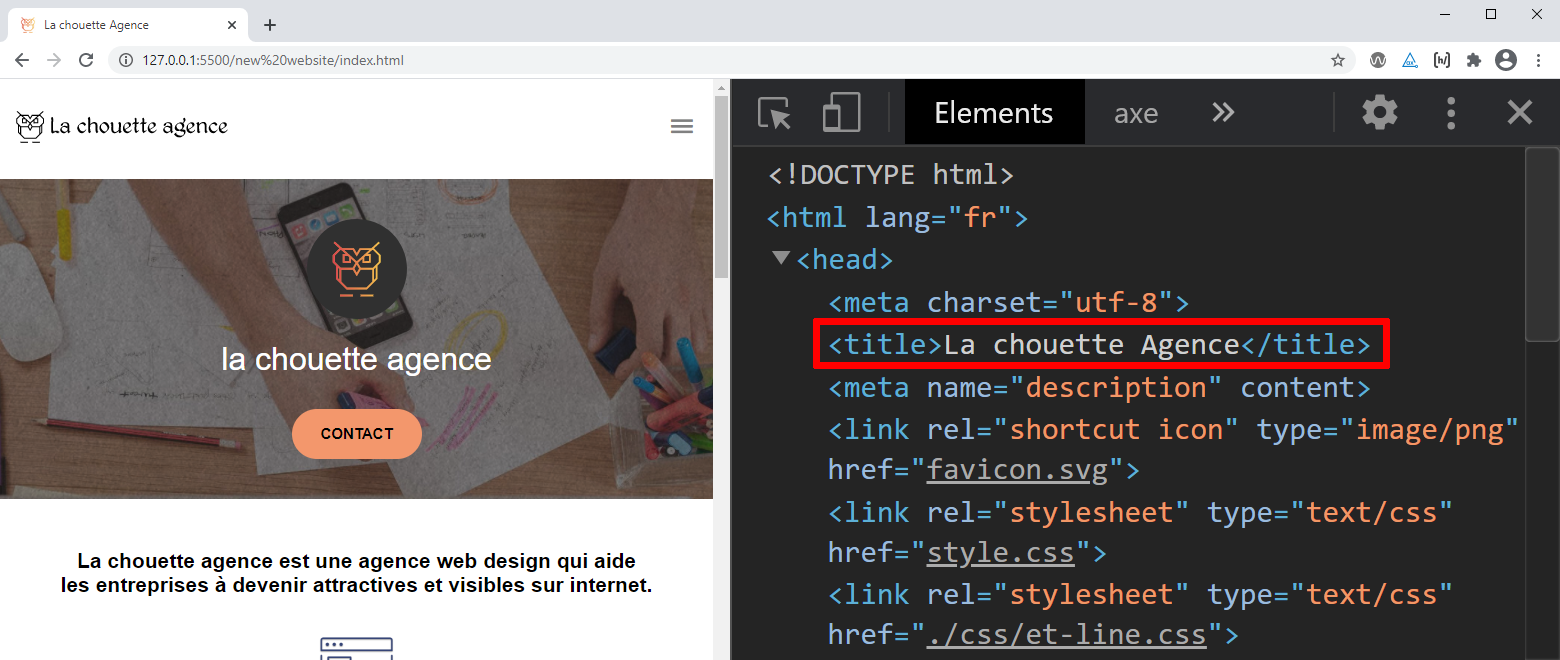 La chouette Agence
127.0.0.1:5500/new%20website/index.html
La chouette agence
la chouette agence
CONTACT
La chouette agence est une agence web design qui aide
les entreprises à devenir attractives et visibles sur internet.
Elements axe
<!DOCTYPE html>
<html lang="fr">
<head>
<meta charset="utf-8">
<title>La chouette Agence</title>
<meta name="description" content>
<link rel="shortcut icon" type="image/png"
href="favicon.svg">
<link rel="stylesheet" type="text/css"
href="style.css">
<link rel="stylesheet" type="text/css"
href="./css/et-line.css">